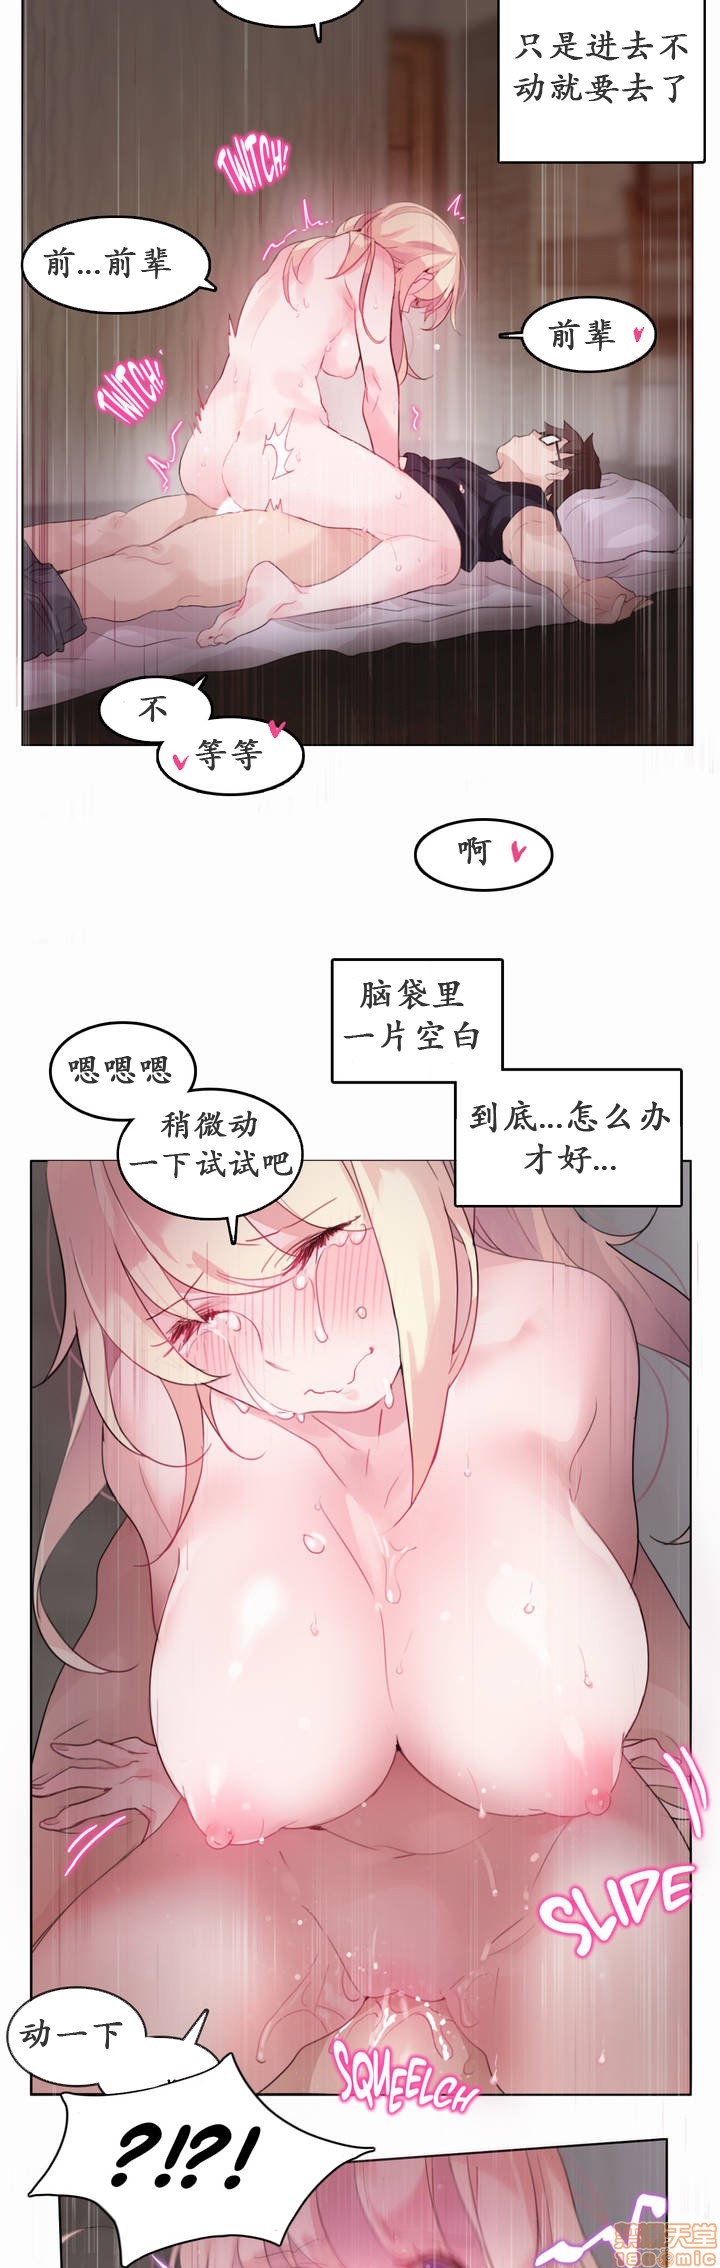 只是进去不
动就要去了
TWITCH!
前...前辈
前辈
TWITCH!
不
等等
啊
脑袋里
一片空白
嗯嗯嗯
到底...怎么办
才好...
稍微动
一下试试吧
SLIDE
动一下
SQUEELCH
?!?!